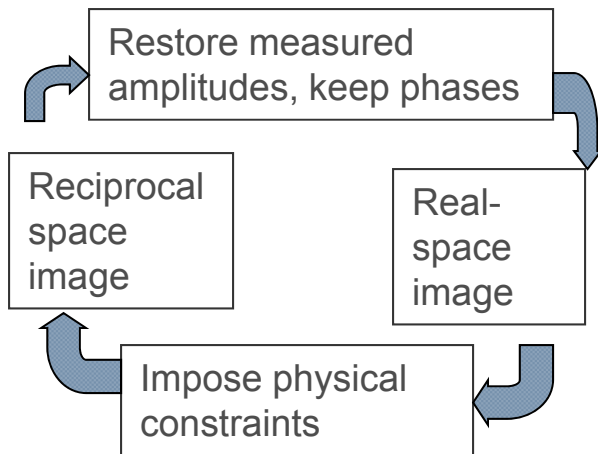 Restore measured
amplitudes, keep phases
Reciprocal
space
image
Real-
space
image
Impose physical
constraints